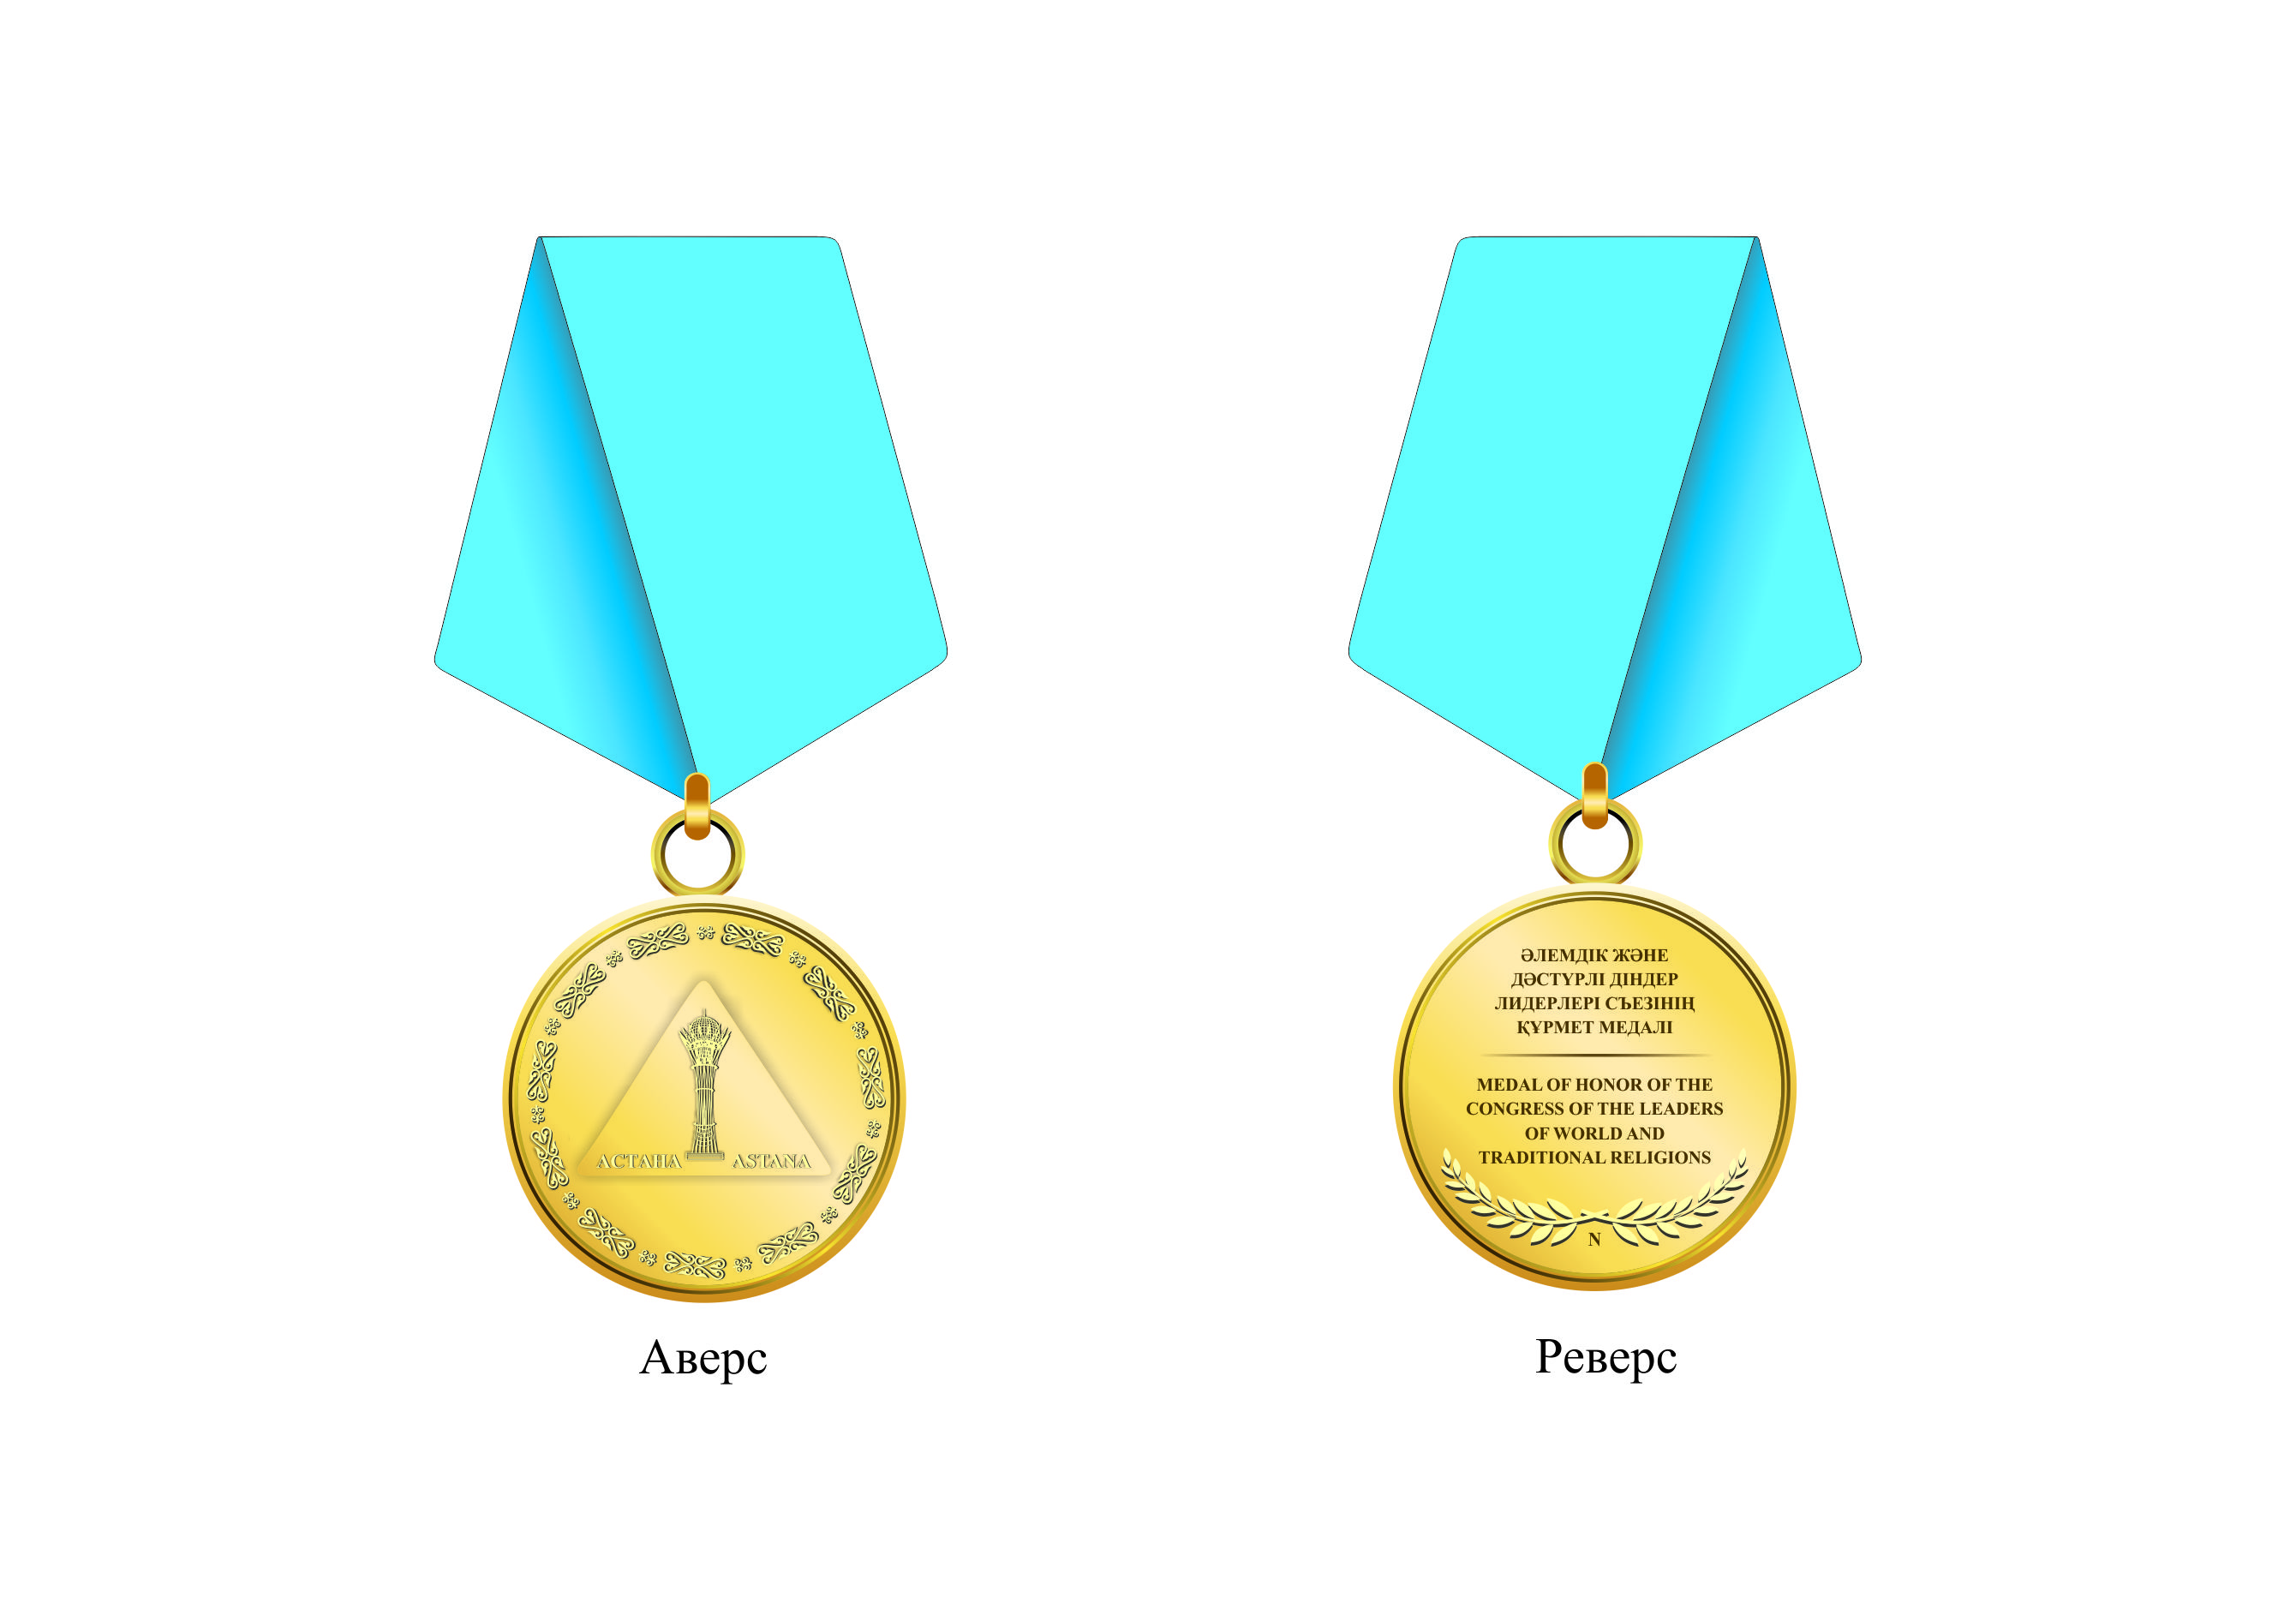 АСТАНА ASTANA
Аверс
ӘЛЕМДІК ЖӘНЕ
ДӘСТҮРЛІ ДІНДЕР
ЛИДЕРЛЕРІ СЪЕЗІНІҢ
ҚҰРМЕТ МЕДАЛІ
MEDAL OF HONOR OF THE
CONGRESS OF THE LEADERS
OF WORLD AND
TRADITIONAL RELIGIONS
N
Реверс